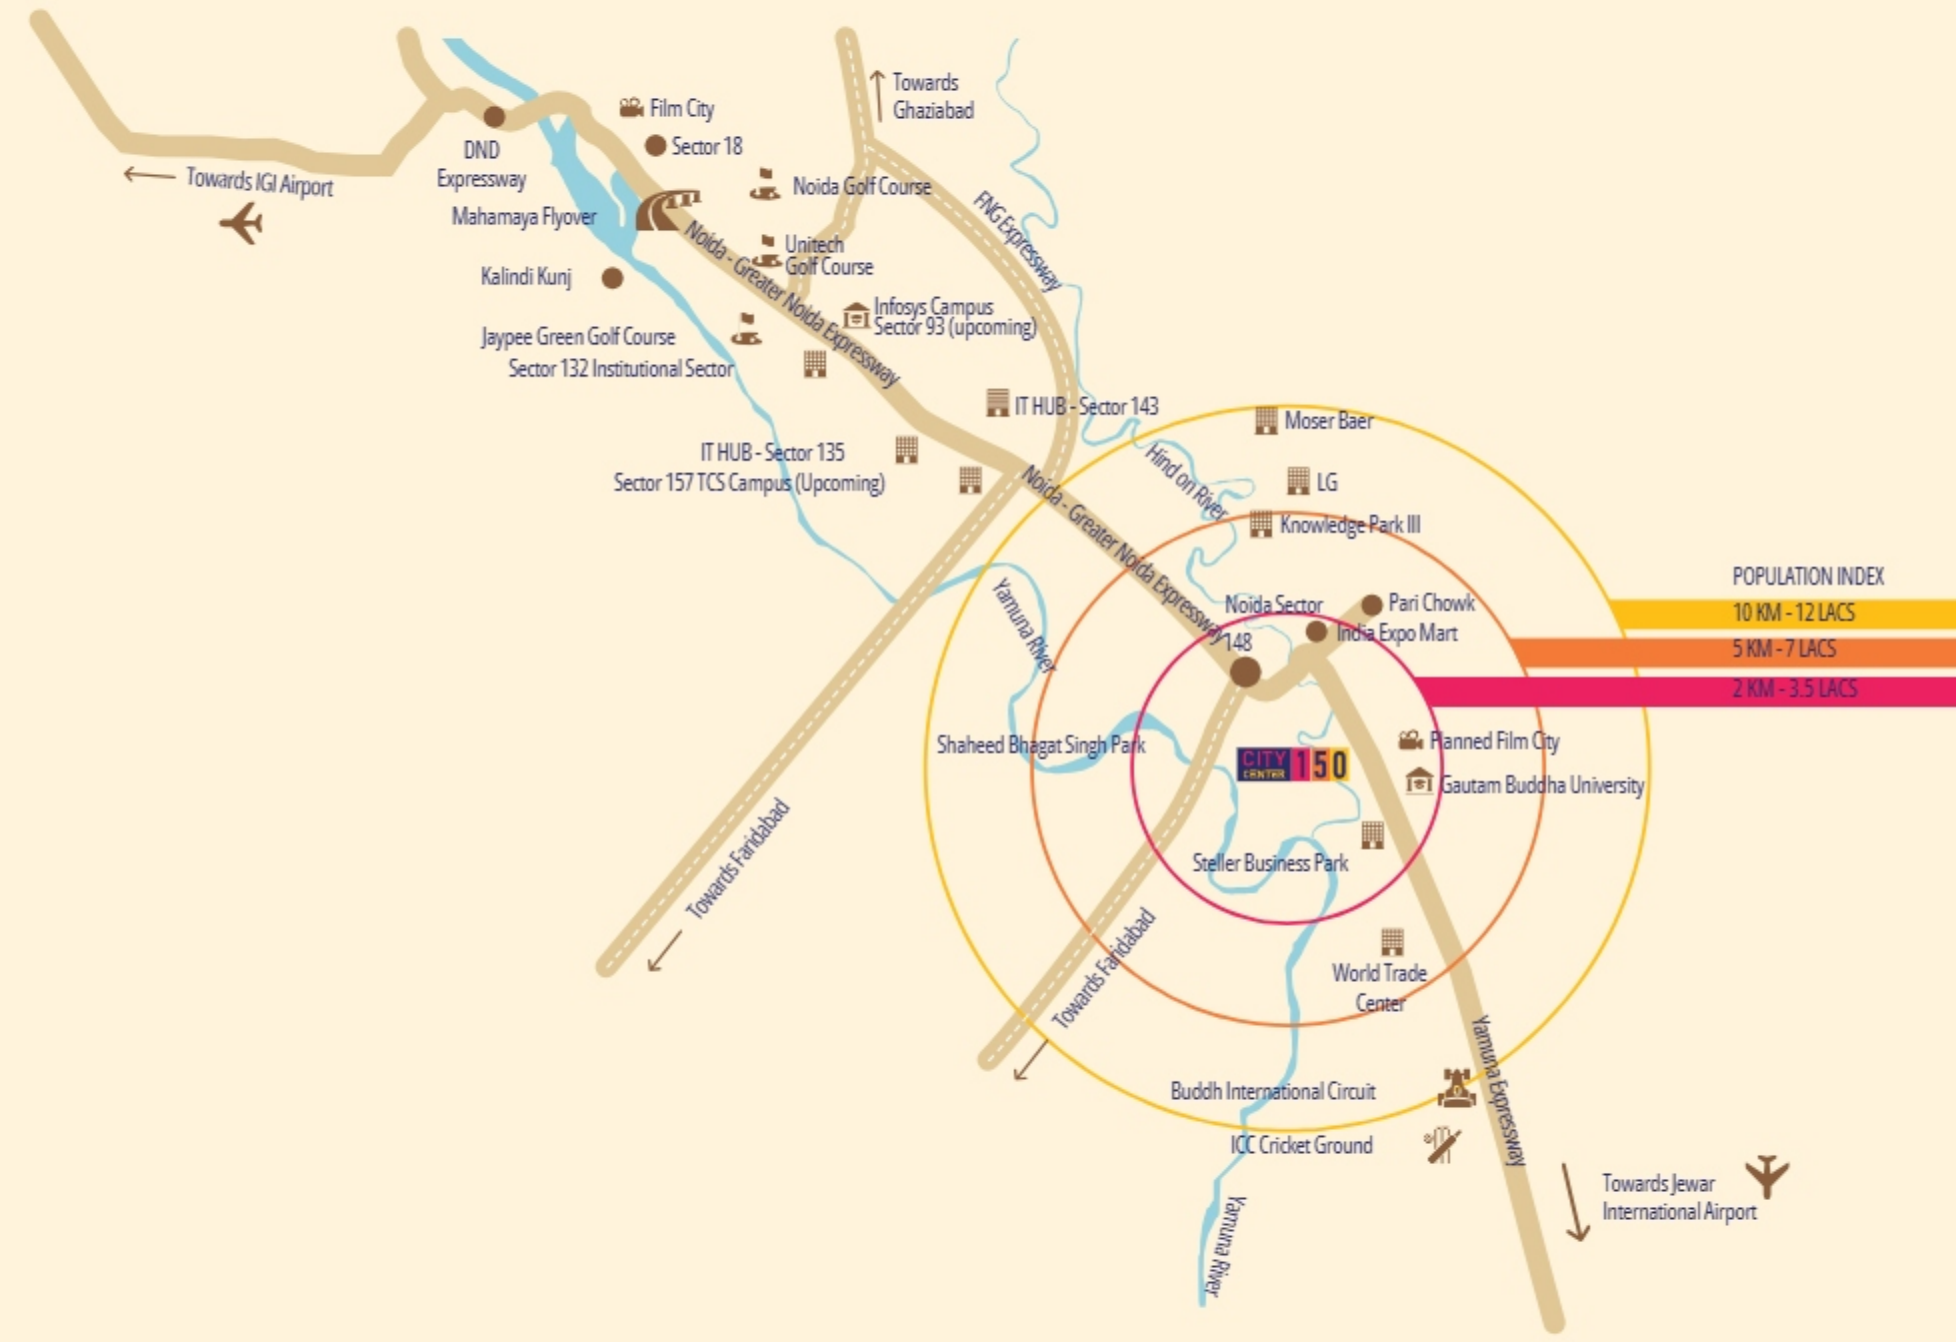 Towards
Ghaziabad
Film City
Sector 18
DND
Expressway
Towards IGI Airport
Noida Golf Course
Mahamaya Flyover
FNG Expressway
Noida - Greater Noida Expressway
Unitech
Golf Course
Kalindi Kunj
Infosys Campus
Sector 93 (upcoming)
Jaypee Green Golf Course
Sector 132 Institutional Sector
IT HUB - Sector 143
Moser Baer
IT HUB - Sector 135
Sector 157 TCS Campus (Upcoming)
Hind on River
LG
Noida - Greater Noida Expressway
Knowledge Park III
POPULATION INDEX
10 KM - 12 LACS
5 KM - 7 LACS
2 KM - 3.5 LACS
Yamuna River
Noida Sector
148
Pari Chowk
India Expo Mart
Shaheed Bhagat Singh Park
CITY
CENTER
150
Planned Film City
Gautam Buddha University
Towards Faridabad
Steller Business Park
Towards Faridabad
World Trade
Center
Yamuna Expressway
Buddh International Circuit
ICC Cricket Ground
Towards Jewar
International Airport
Yamuna River